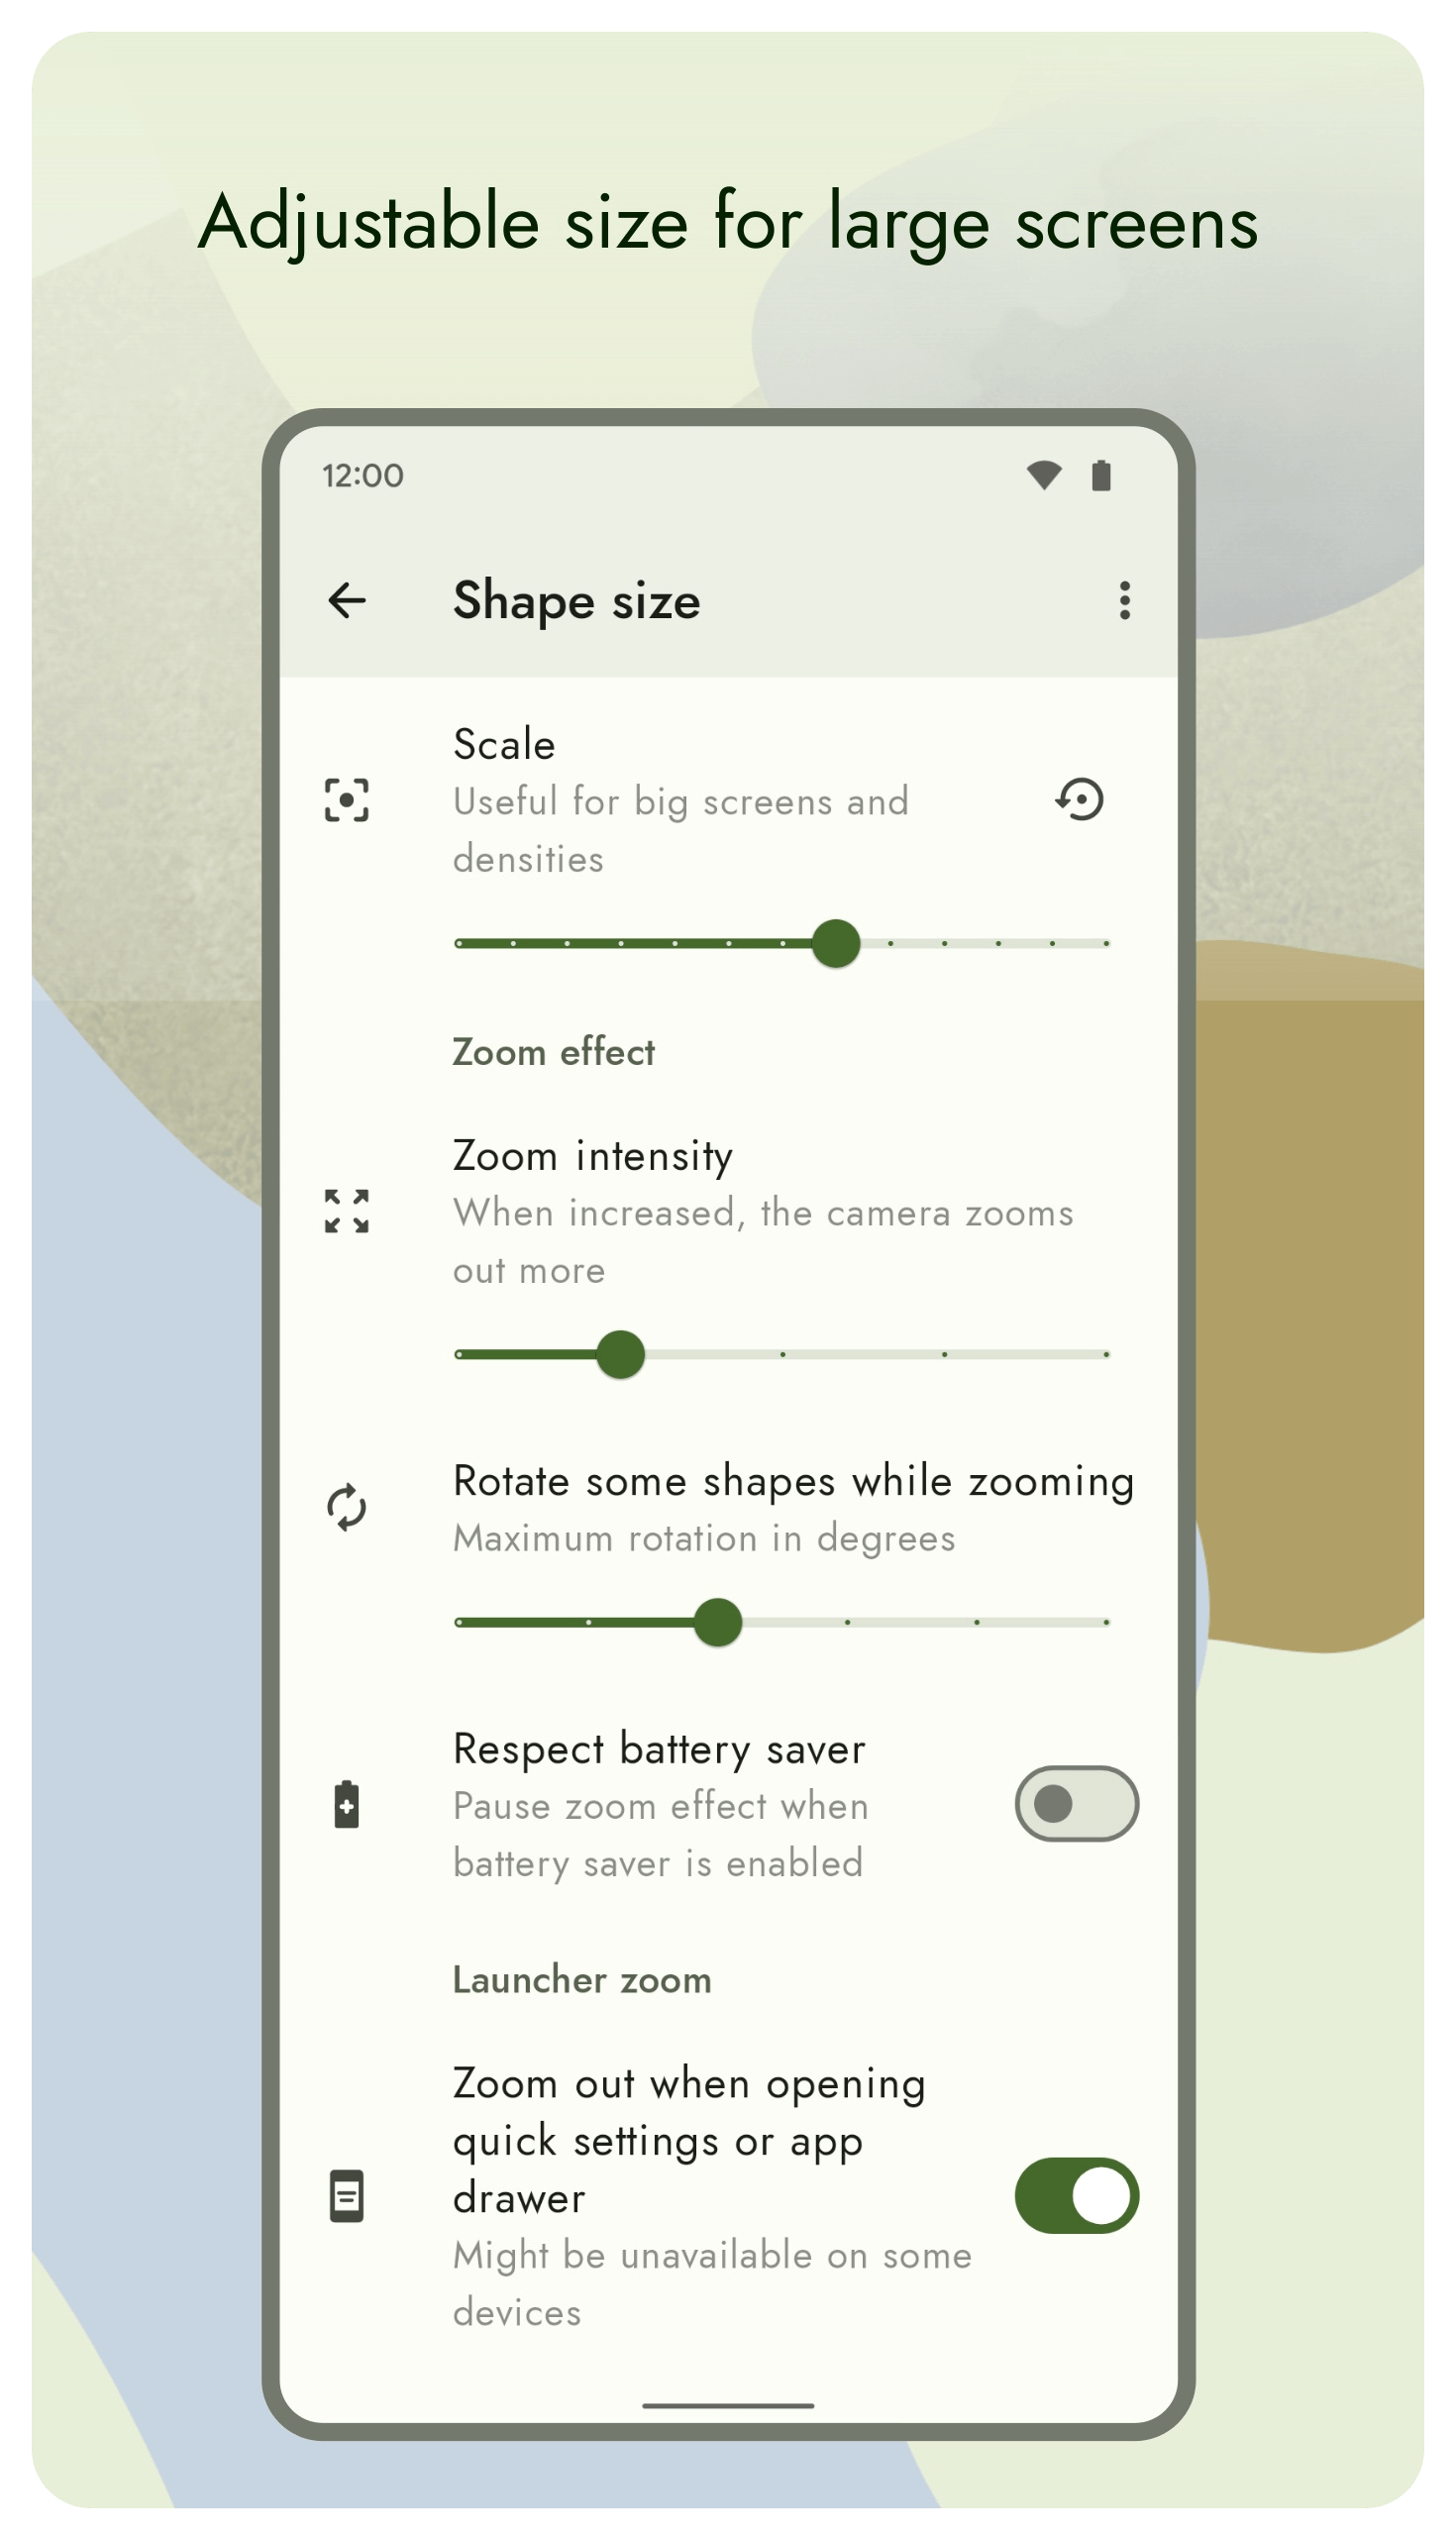 Adjustable size for large screens
12:00
Shape size
Scale
Useful for big screens and
densities
Zoom effect
Zoom intensity
When increased, the camera zooms
out more
Rotate some shapes while zooming
Maximum rotation in degrees
Respect battery saver
Pause zoom effect when
battery saver is enabled
Launcher zoom
Zoom out when opening
quick settings or app
drawer
Might be unavailable on some
devices